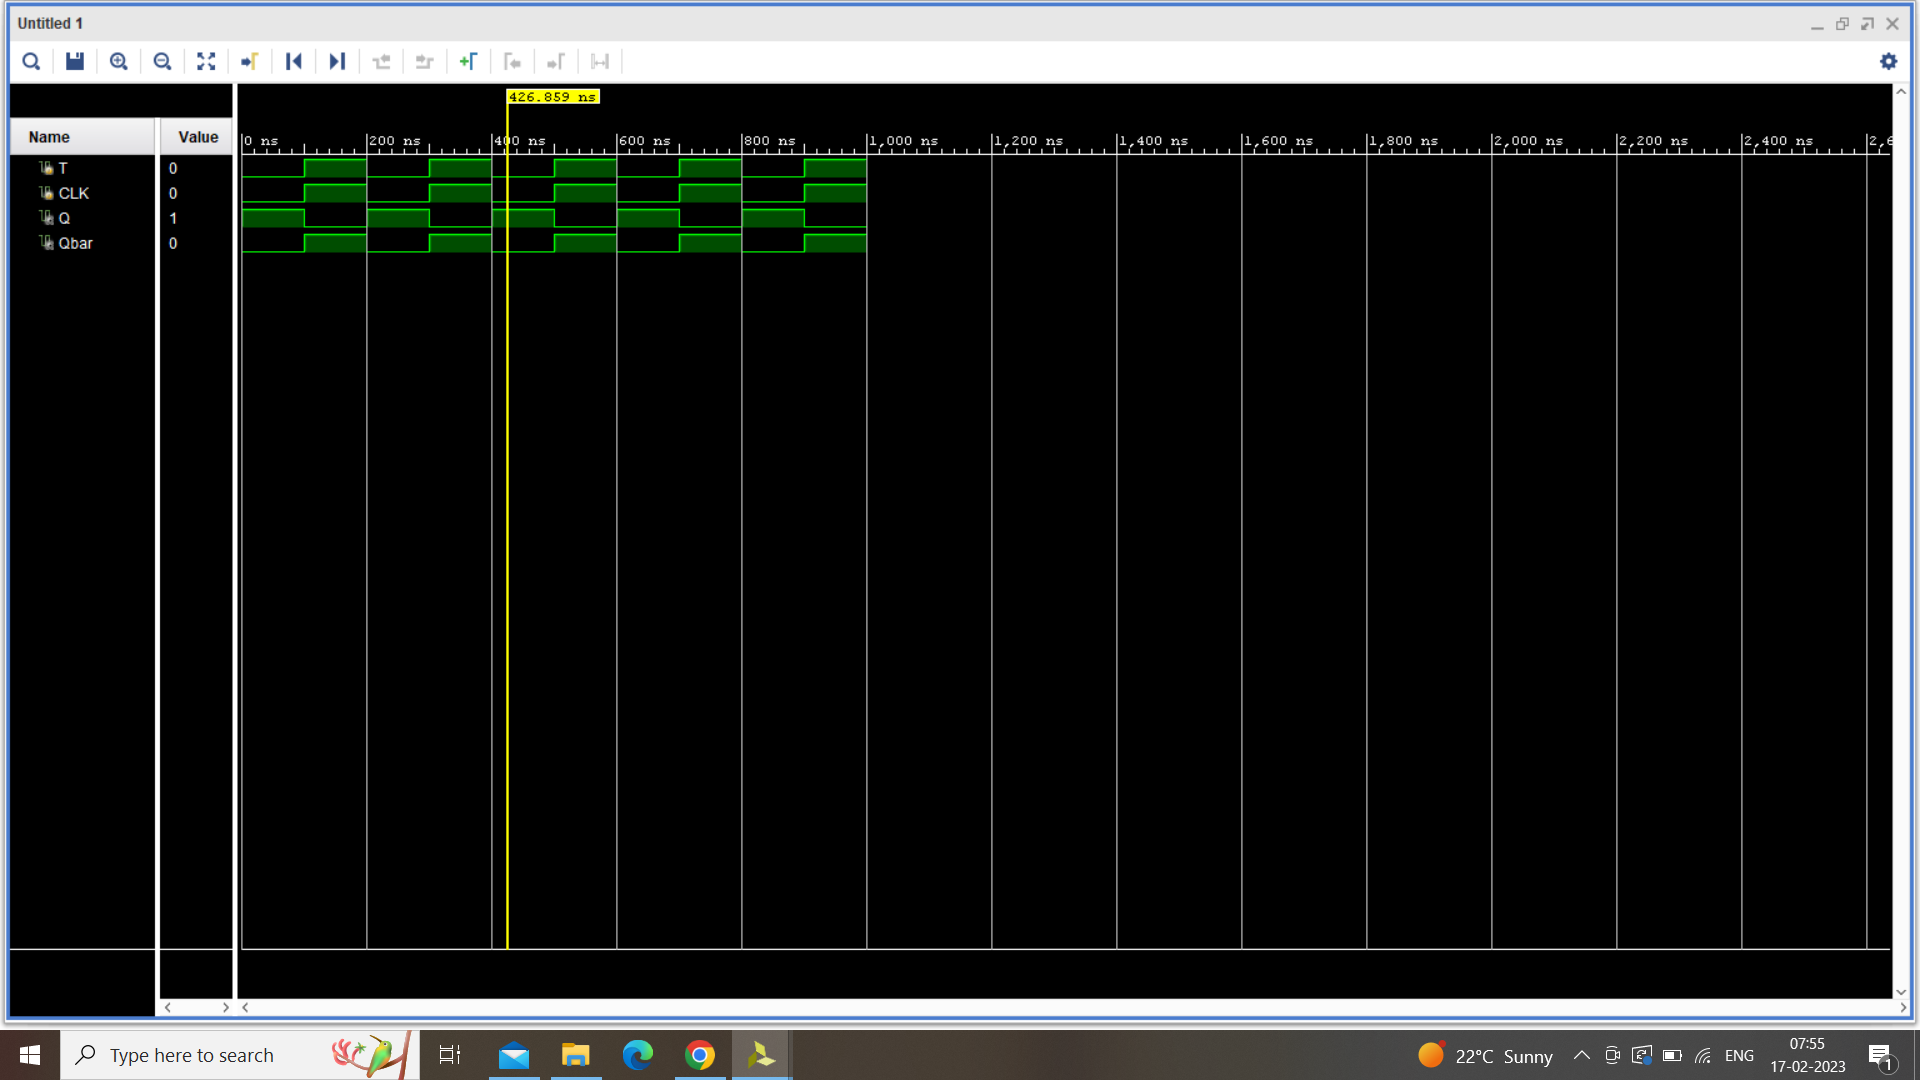 Untitled 1
426.859 ns
Name Value
0 ns 200 ns 400 ns 600 ns 800 ns 1,000 ns 1,200 ns 1,400 ns 1,600 ns 1,800 ns 2,000 ns 2,200 ns 2,400 ns 2,6
T 0
CLK 0
Q 1
Qbar 0
Type here to search
22°C Sunny
ENG
07:55
17-02-2023
1